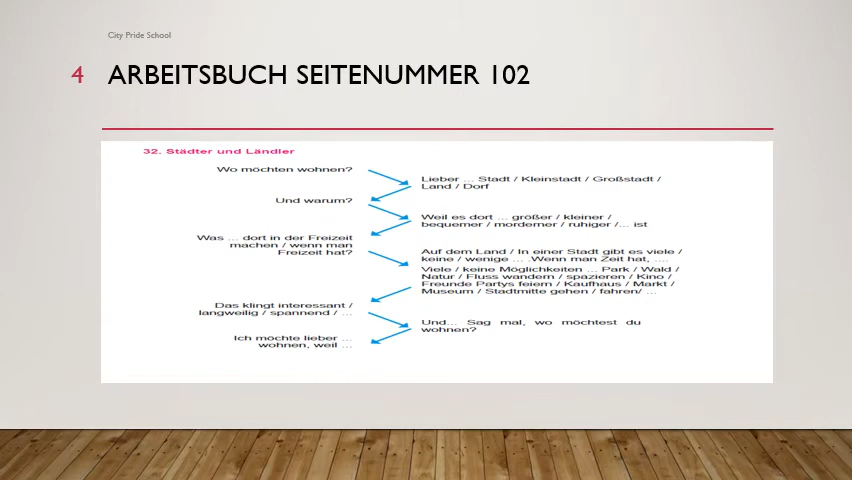 City Pride School
4 ARBEITSBUCH SEITENUMMER 102
32. Städter und Ländler
Wo möchten wohnen?
Lieber ... Stadt / Kleinstadt / Großstadt /
Land / Dorf
Und warum?
Weil es dort ... größer / kleiner /
bequemer / morderner / ruhiger /... ist
Was ... dort in der Freizeit
machen / wenn man
Freizeit hat?
Auf dem Land / In einer Stadt gibt es viele /
keine / wenige ... .Wenn man Zeit hat, ....
Viele / keine Möglichkeiten ... Park / Wald /
Natur / Fluss wandern / spazieren / Kino /
Freunde Partys feiern / Kaufhaus / Markt /
Museum / Stadtmitte gehen / fahren/ ...
Das klingt interessant /
langweilig / spannend / ...
Und... Sag mal, wo möchtest du
wohnen?
Ich möchte lieber ...
wohnen, weil ...